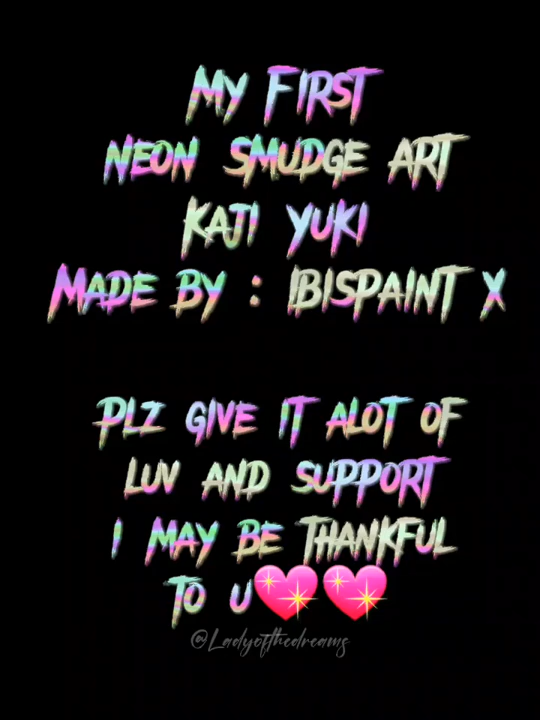 My First
Neon Smudge Art
Kaji Yuki
Made By : Ibispaint X
Plz give it alot of
luv and support
I may be thankful
to u💖💖
@Ladyofthedreams